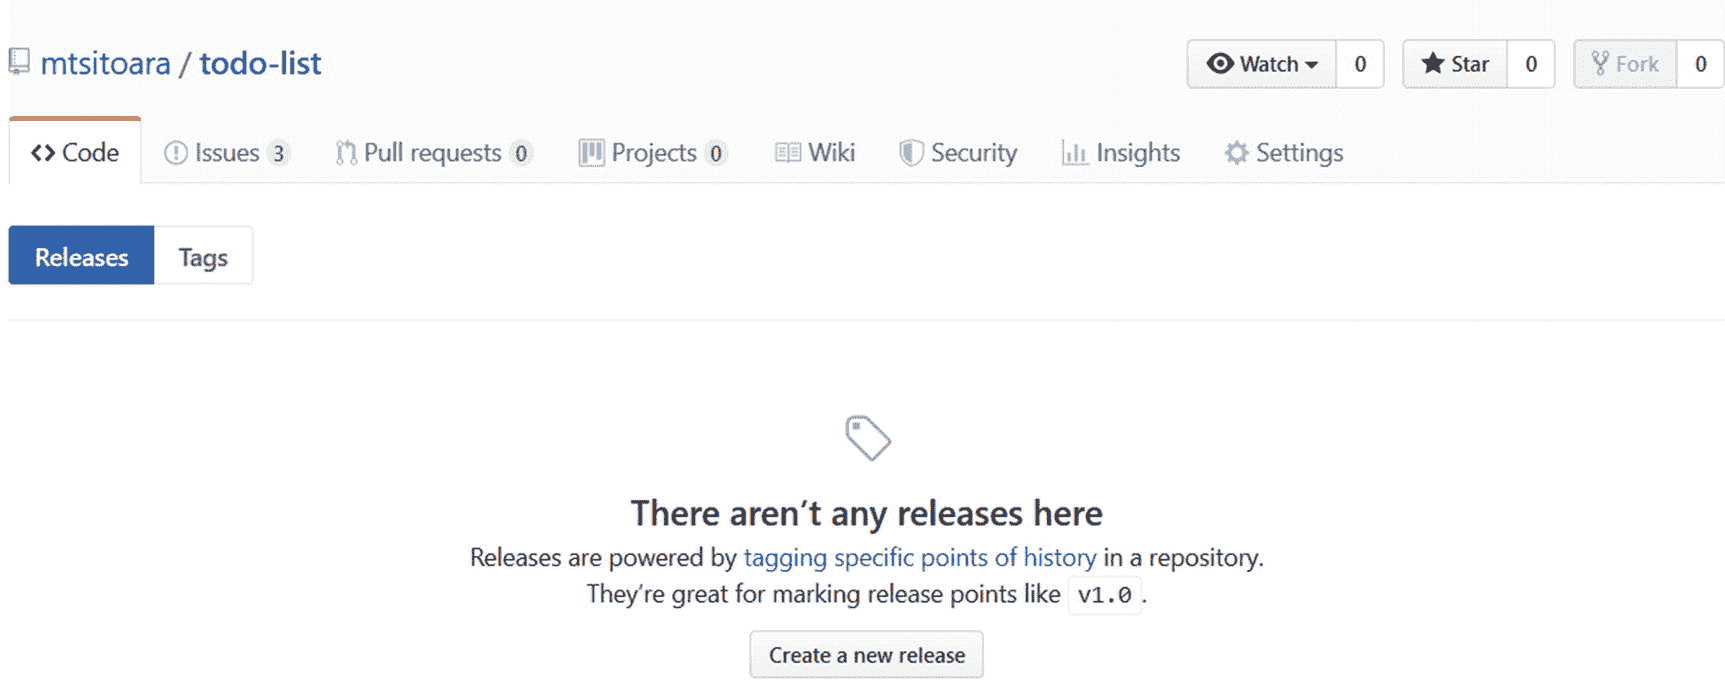 mtsitoara / todo-list Watch 0 Star 0 Fork 0
Code Issues 3 Pull requests 0 Projects 0 Wiki Security Insights Settings
Releases Tags
There aren’t any releases here
Releases are powered by tagging specific points of history in a repository.
They’re great for marking release points like v1.0.
Create a new release